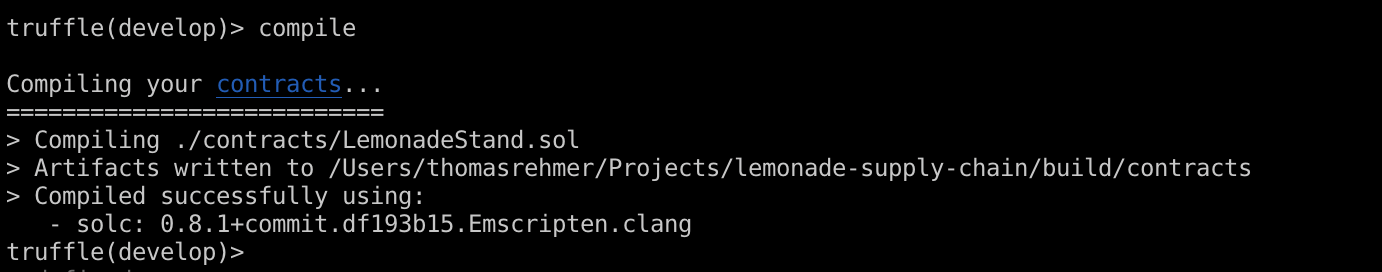 truffle(develop)> compile
Compiling your contracts...
===========================
> Compiling ./contracts/LemonadeStand.sol
> Artifacts written to /Users/thomasrehmer/Projects/lemonade-supply-chain/build/contracts
> Compiled successfully using:
- solc: 0.8.1+commit.df193b15.Emscripten.clang
truffle(develop)>